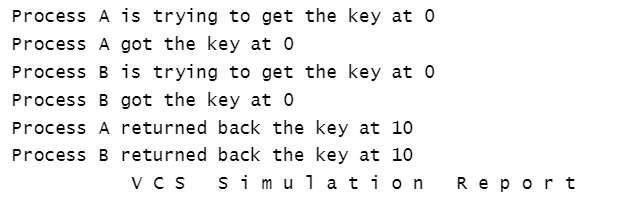 Process A is trying to get the key at 0
Process A got the key at 0
Process B is trying to get the key at 0
Process B got the key at 0
Process A returned back the key at 10
Process B returned back the key at 10
V C S   S i m u l a t i o n   R e p o r t